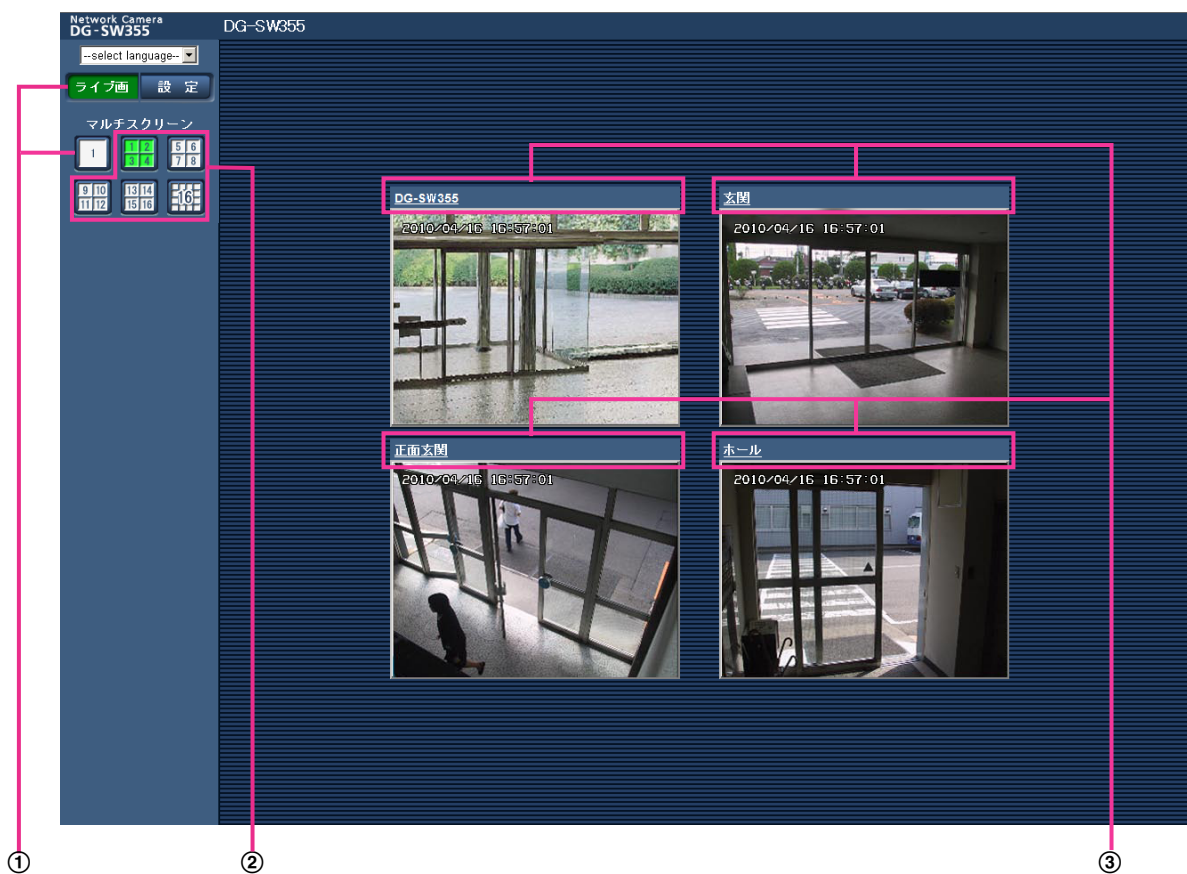 Network Camera
DG-SW355
DG-SW355
--select language--
ライブ画 設 定
マルチスクリーン
1
1 2
3 4
5 6
7 8
9 10
11 12
13 14
15 16
16
DG-SW355
玄関
2010/04/16 16:57:01
2010/04/16 16:57:01
正面玄関
ホール
2010/04/16 16:57:01
2010/04/16 16:57:01
① ② ③